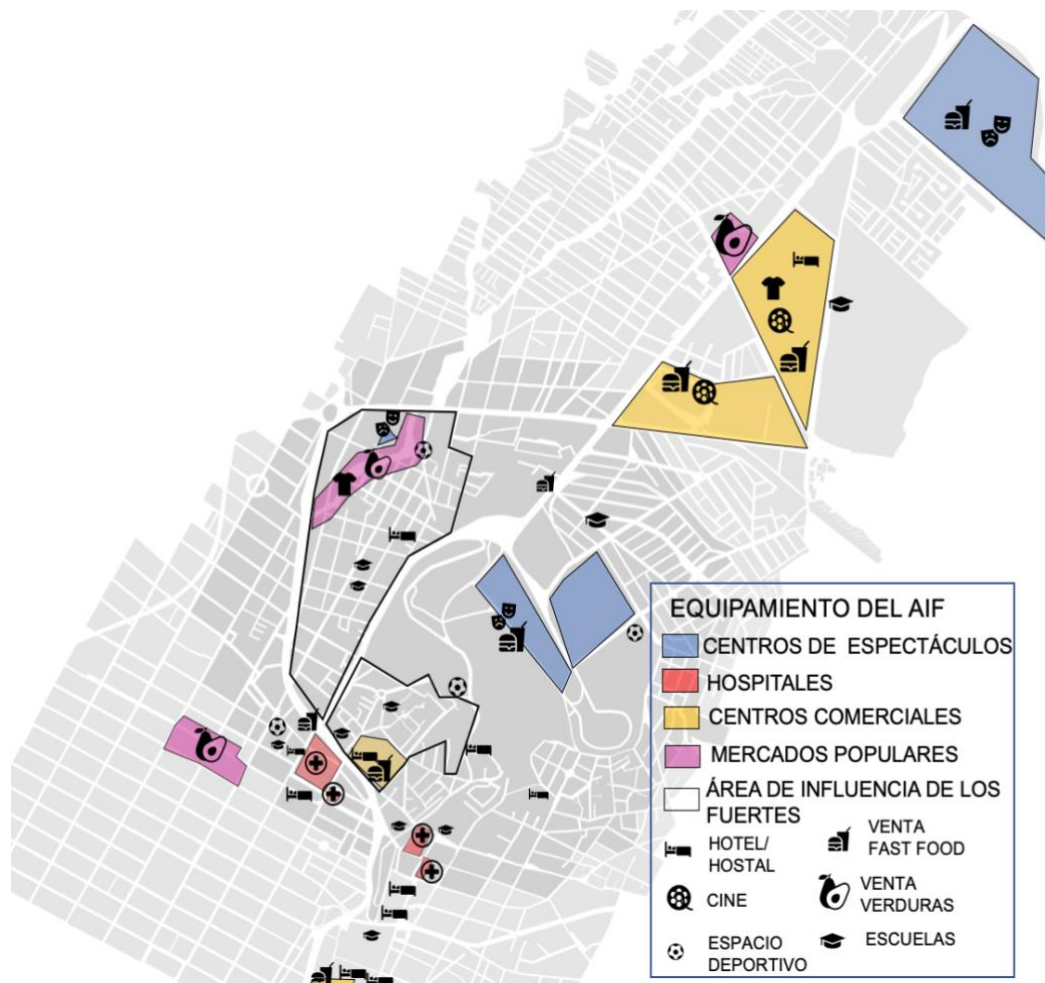 EQUIPAMIENTO DEL AIF
CENTROS DE ESPECTÁCULOS
HOSPITALES
CENTROS COMERCIALES
MERCADOS POPULARES
ÁREA DE INFLUENCIA DE LOS
FUERTES
HOTEL/
HOSTAL
VENTA
FAST FOOD
CINE
VENTA
VERDURAS
ESPACIO
DEPORTIVO
ESCUELAS